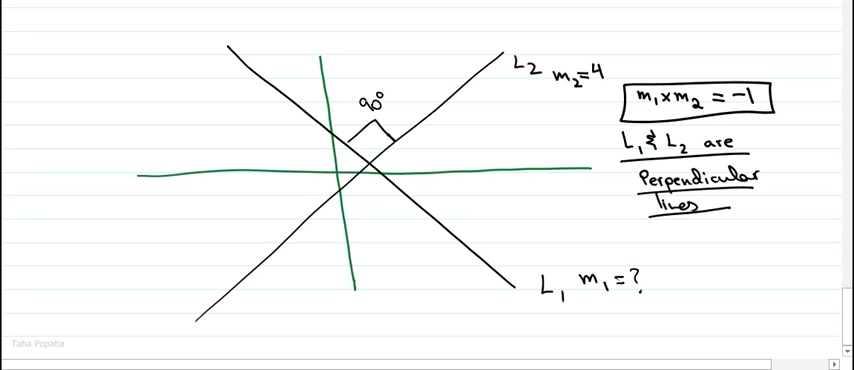 L2 m₂=4
90°
m₁ x m₂ = -1
L₁ & L₂ are
Perpendicular
lines
L₁ m₁=?
Taha Popatia